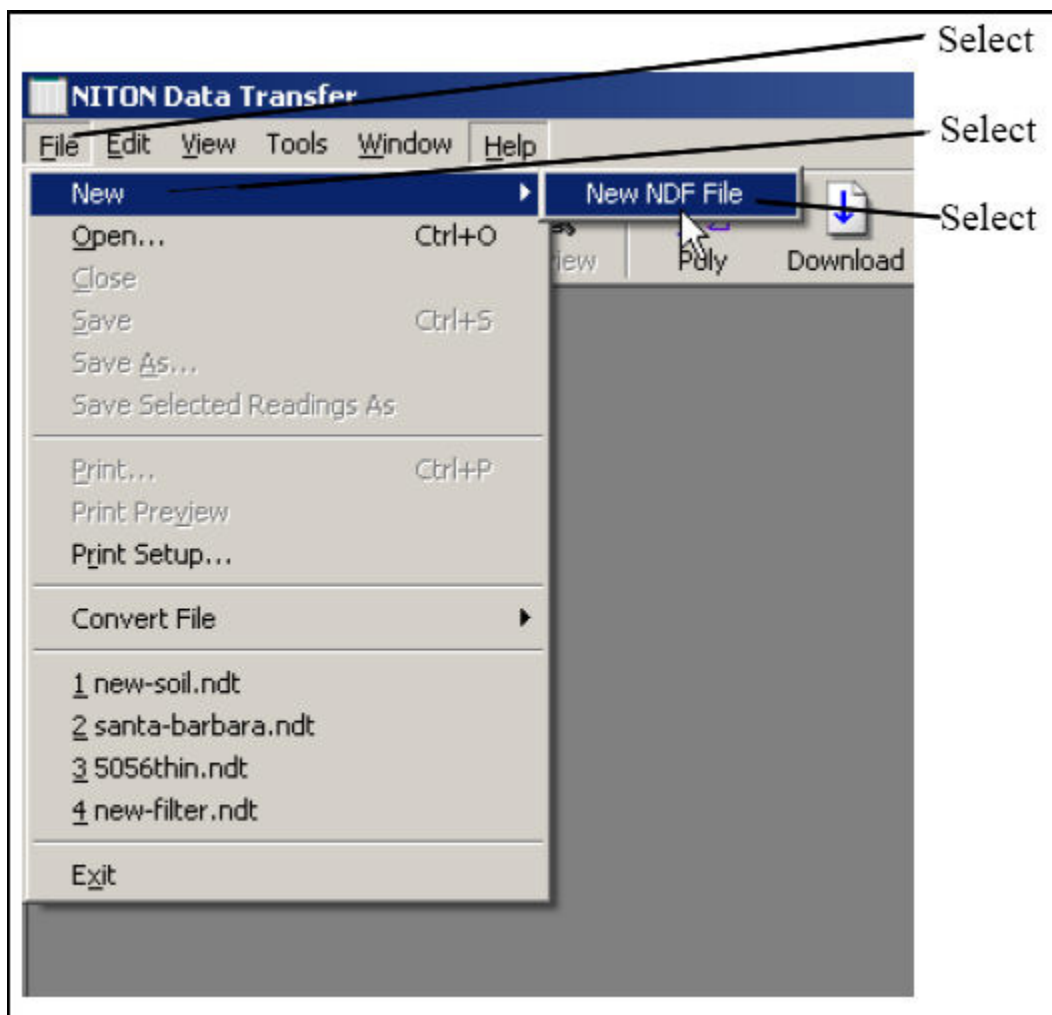 Select
NITON Data Transfer
File Edit View Tools Window Help
Select
New
New NDF File
Select
Open... Ctrl+O
Poly Download
Close
Save Ctrl+S
Save As...
Save Selected Readings As
Print... Ctrl+P
Print Preview
Print Setup...
Convert File
1 new-soil.ndt
2 santa-barbara.ndt
3 5056thin.ndt
4 new-filter.ndt
Exit